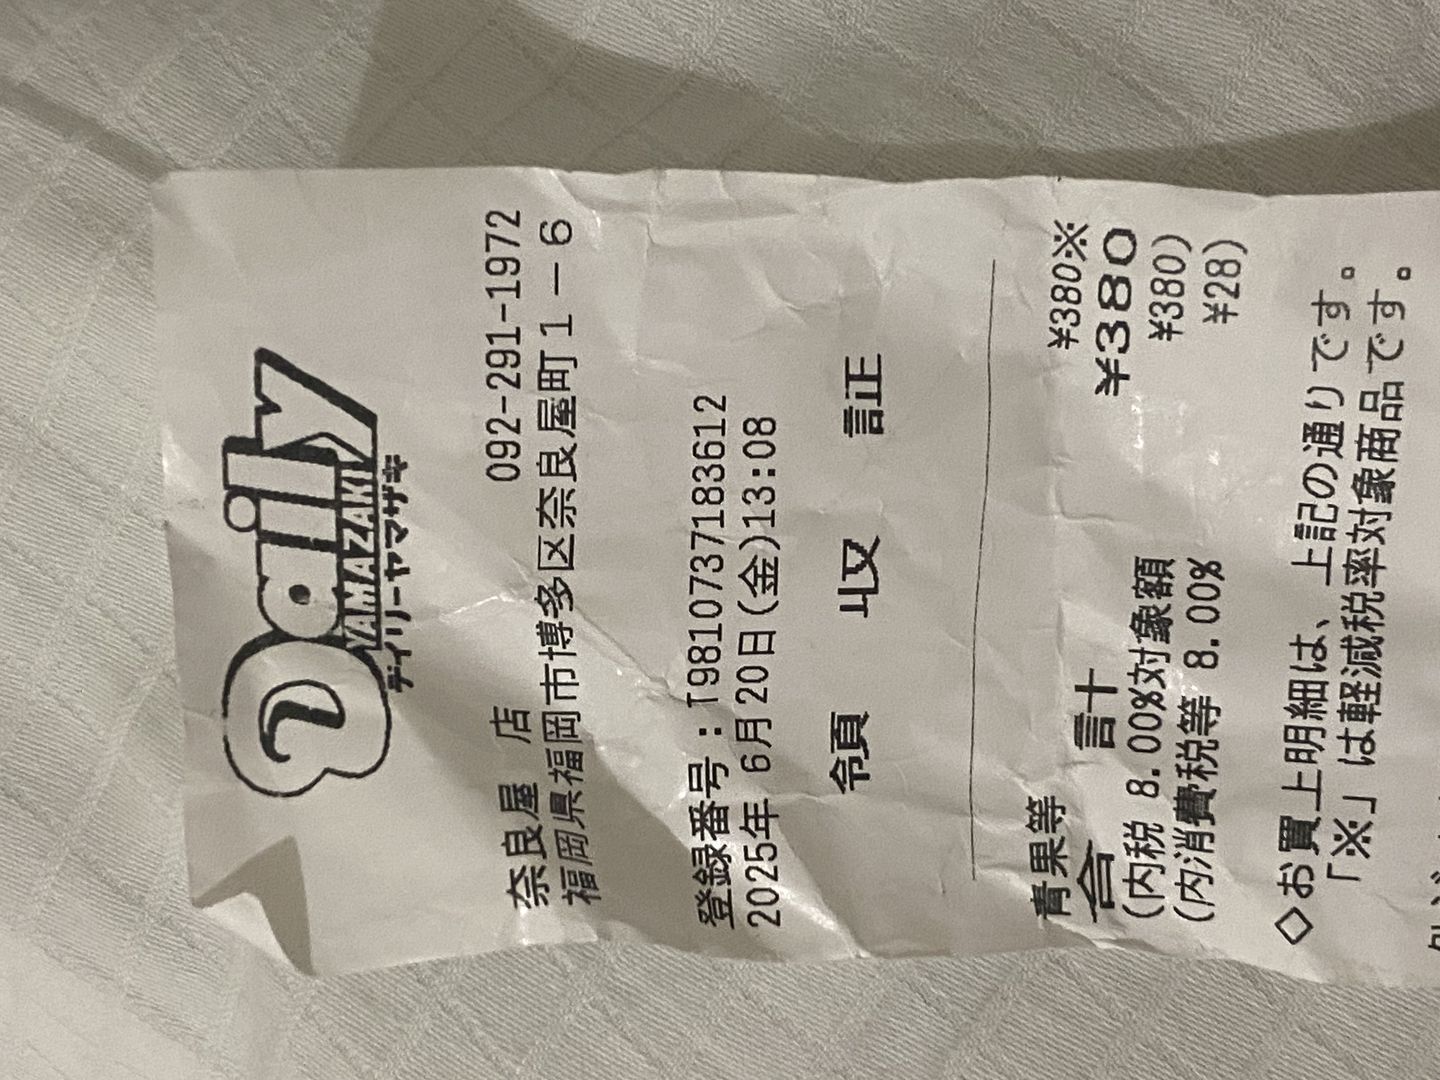 Daily
YAMAZAKI
デイリーヤマザキ
奈良屋 店 092-291-1972
福岡県福岡市博多区奈良屋町１－６
登録番号：T9810737183612
2025年 6月20日(金)13:08
領 収 証
青果等 ¥380※
合 計 ¥380
(内税 8.00%対象額 ¥380)
(内消費税等 8.00% ¥28)
◇お買上明細は、上記の通りです。
「※」は軽減税率対象商品です。